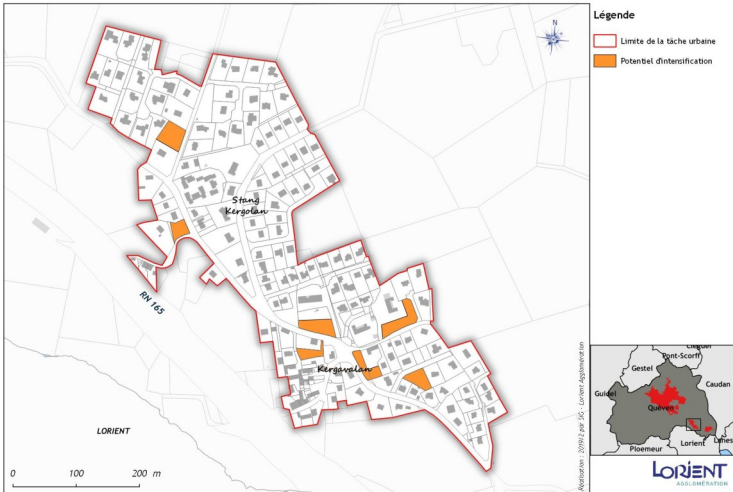 Légende
Limite de la tâche urbaine
Potentiel d'intensification
N
Stang
Kergolan
RN 165
Kergavalan
LORIENT
0 100 200 m
Réalisation : 2019/12 par SIG - Lorient Agglomération
Pont-Scorff
Gestel
Caudan
Guidel
Quéven
Lorient
Ploemeur
LORIENT
AGGLOMÉRATION